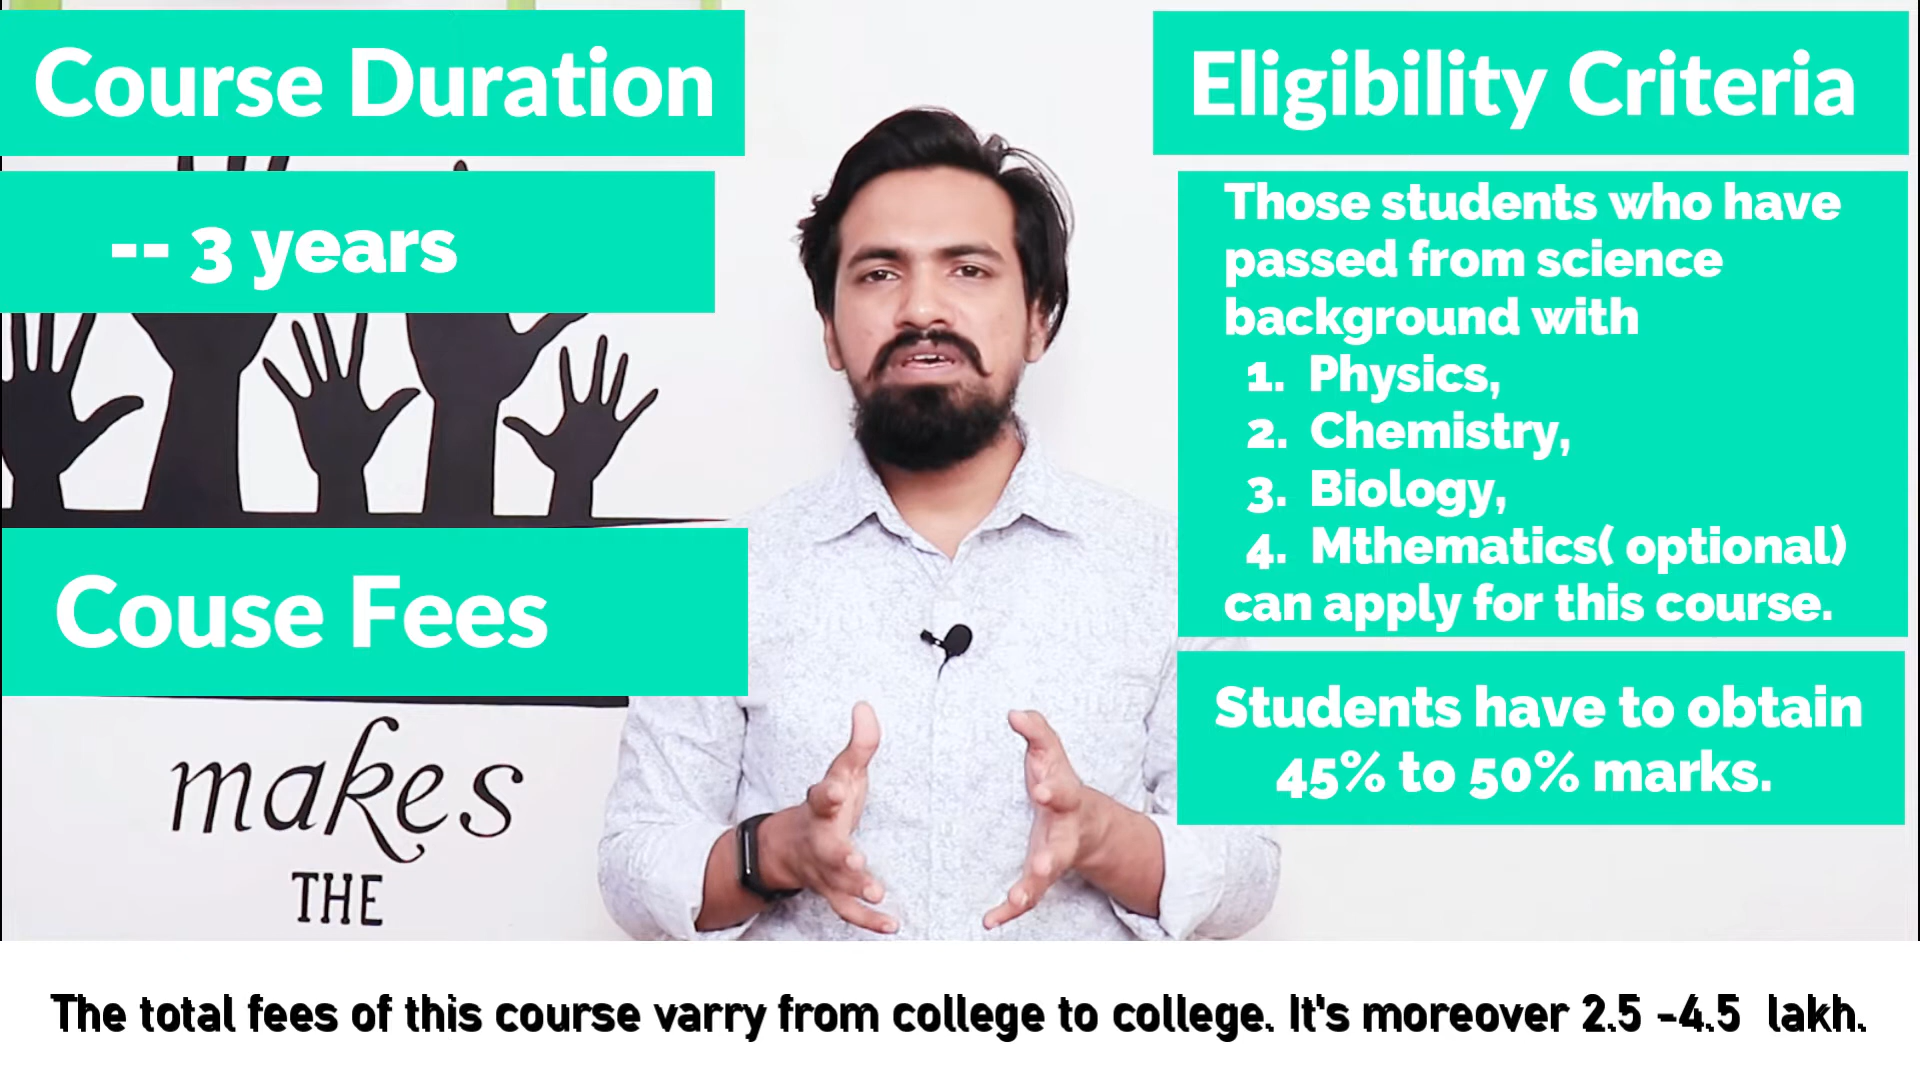 Course Duration
-- 3 years
Couse Fees
makes
THE
Eligibility Criteria
Those students who have
passed from science
background with
1. Physics,
2. Chemistry,
3. Biology,
4. Mthematics( optional)
can apply for this course.
Students have to obtain
45% to 50% marks.
The total fees of this course varry from college to college. It's moreover 2.5 -4.5 lakh.